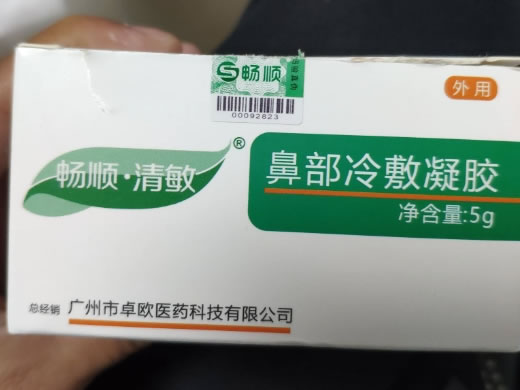 畅顺
00092823
外用
畅顺·清敏®
鼻部冷敷凝胶
净含量:5g
总经销 广州市卓欧医药科技有限公司